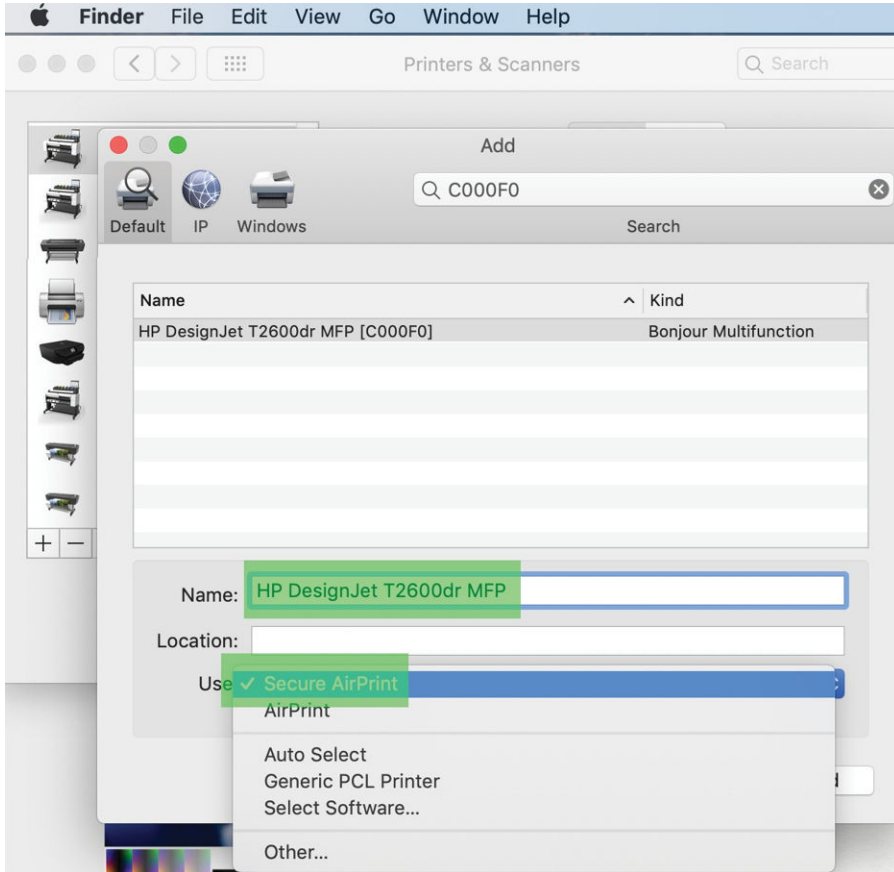 Finder File Edit View Go Window Help
Printers & Scanners
Search
Add
C000F0
Default IP Windows
Search
Name Kind
HP DesignJet T2600dr MFP [C000F0] Bonjour Multifunction
Name: HP DesignJet T2600dr MFP
Location:
Use ✓ Secure AirPrint
AirPrint
Auto Select
Generic PCL Printer
Select Software...
Other...